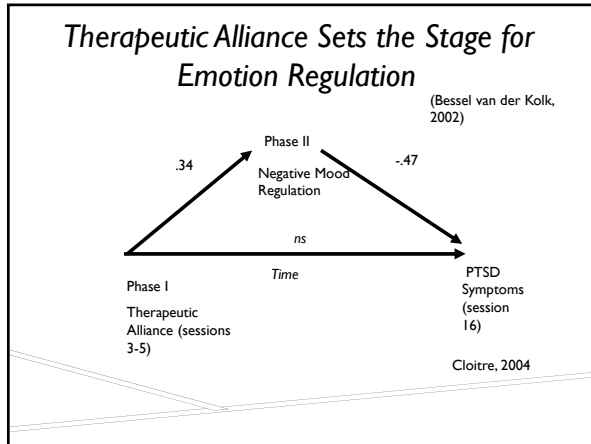 Therapeutic Alliance Sets the Stage for
Emotion Regulation
(Bessel van der Kolk,
2002)
Phase II
.34
-.47
Negative Mood
Regulation
ns
Time
Phase I
Therapeutic
Alliance (sessions
3-5)
PTSD
Symptoms
(session
16)
Cloitre, 2004